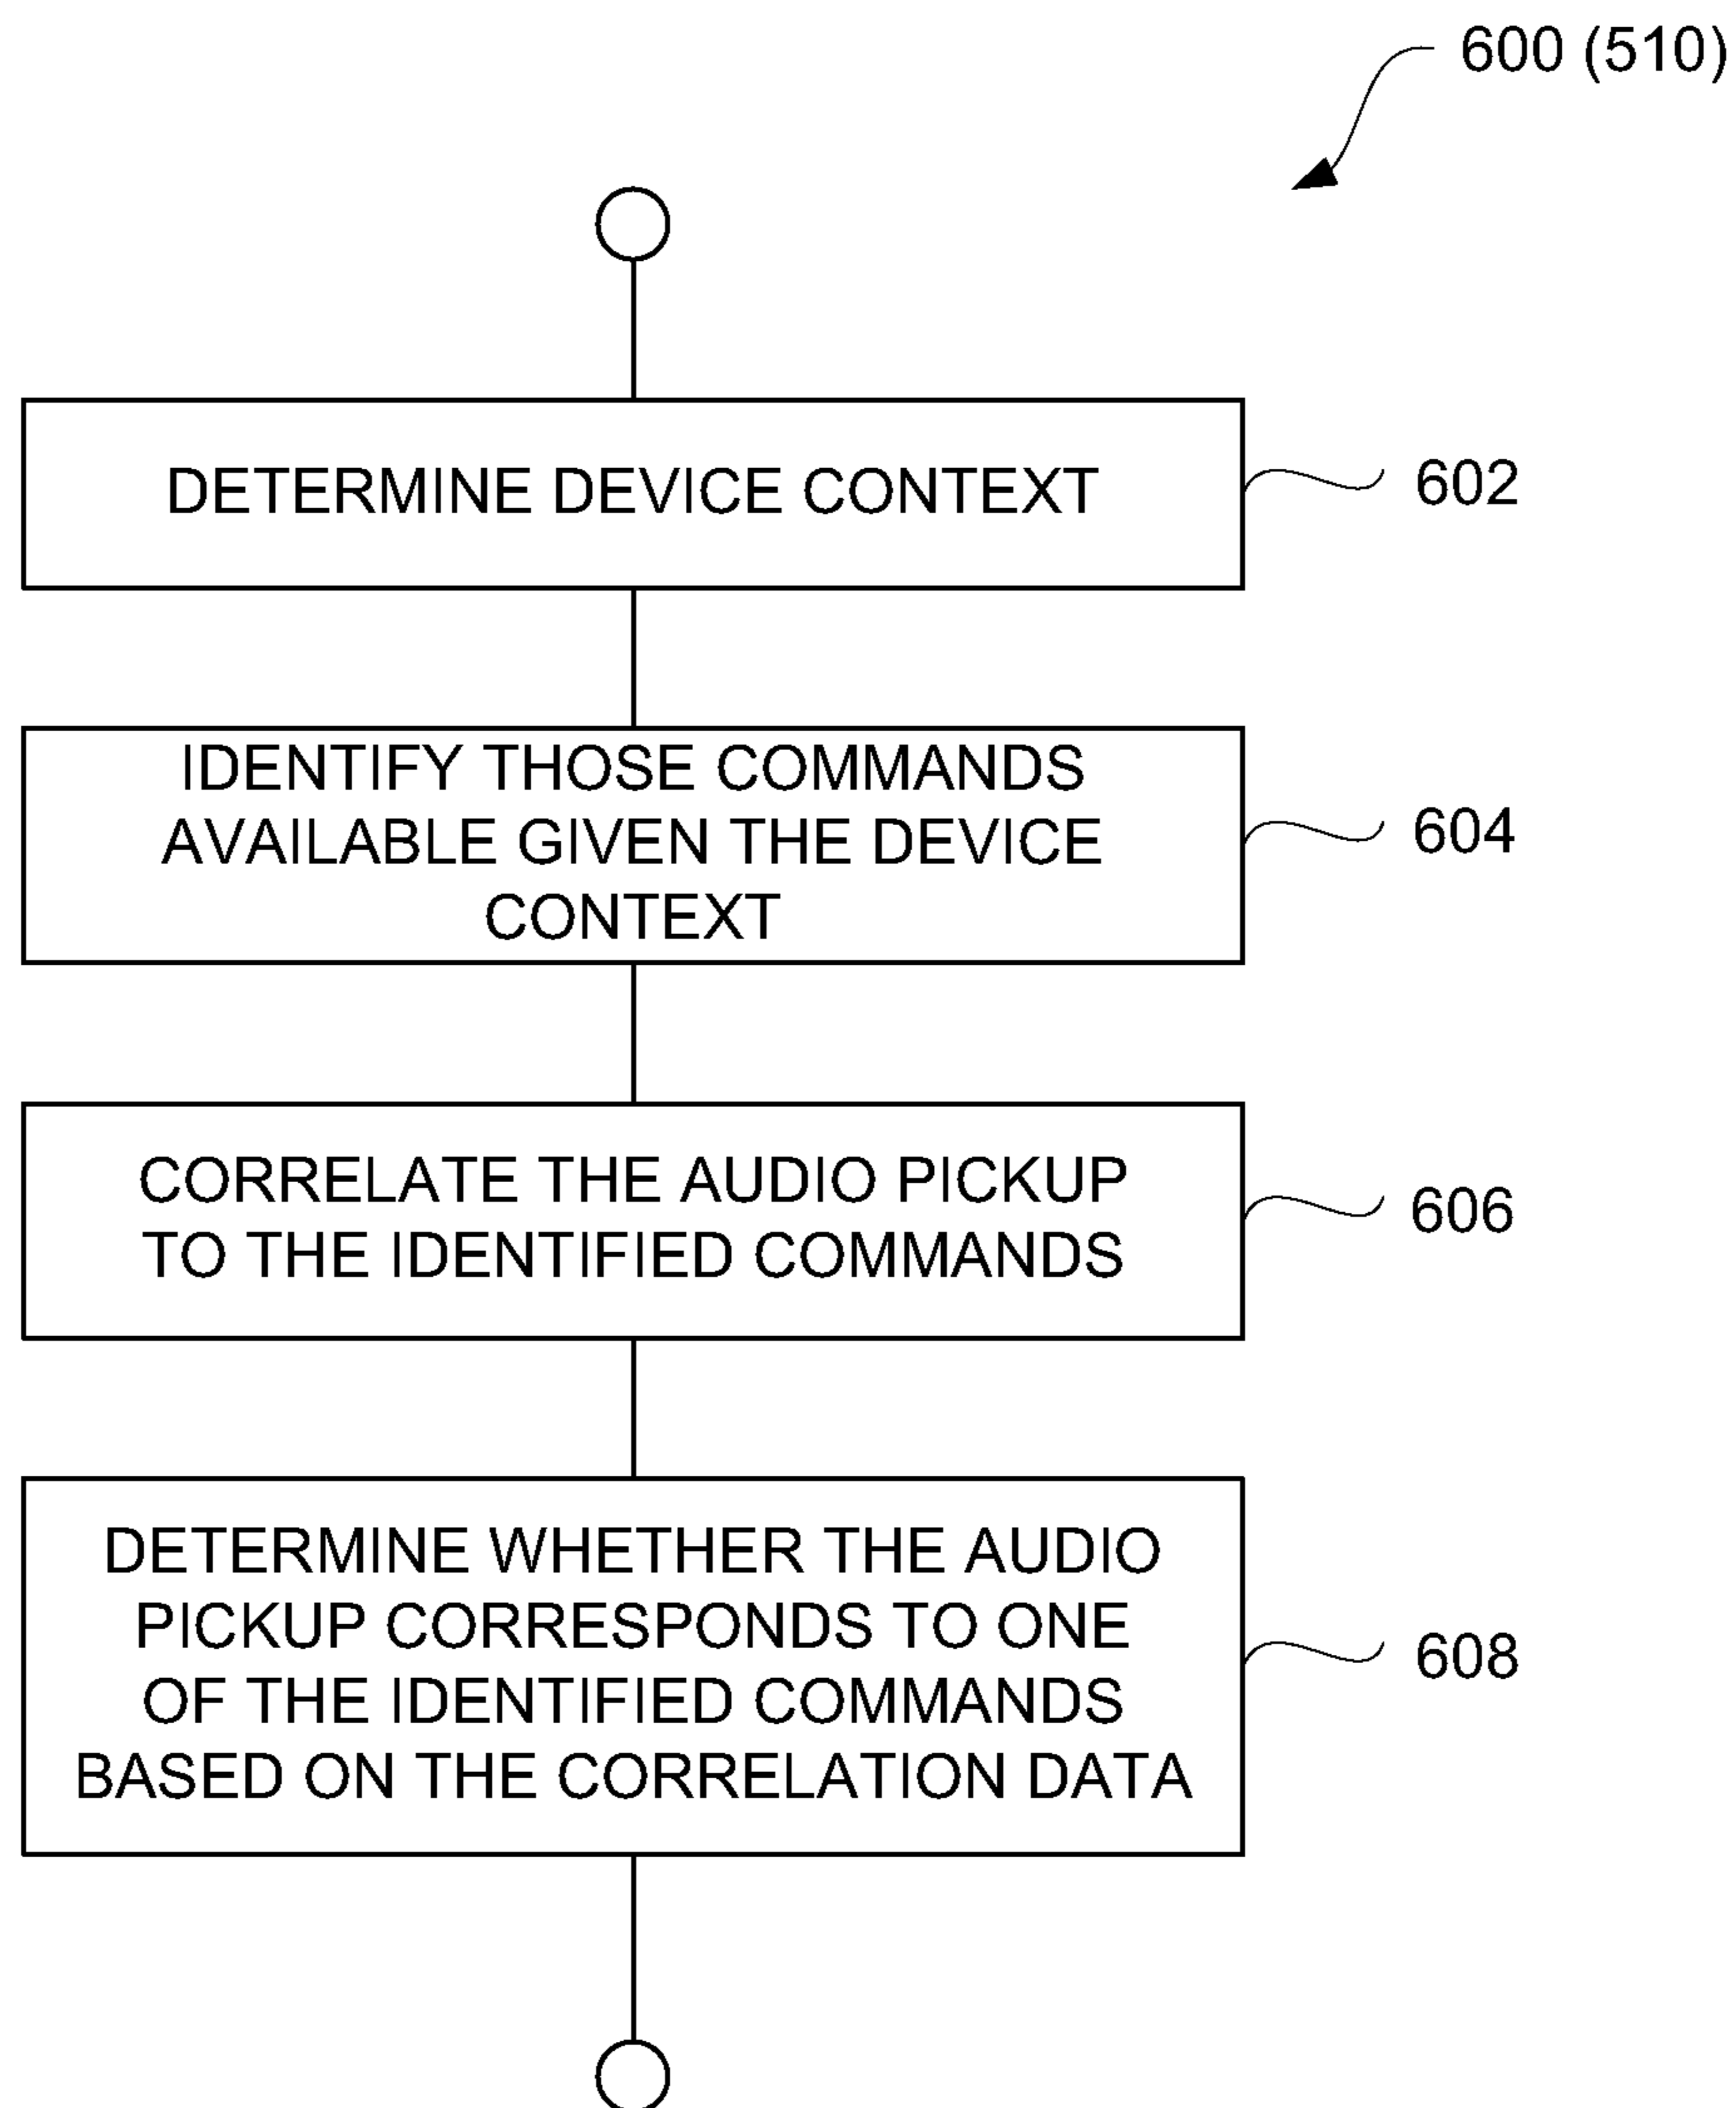 600 (510)
DETERMINE DEVICE CONTEXT
602
IDENTIFY THOSE COMMANDS
AVAILABLE GIVEN THE DEVICE
CONTEXT
604
CORRELATE THE AUDIO PICKUP
TO THE IDENTIFIED COMMANDS
606
DETERMINE WHETHER THE AUDIO
PICKUP CORRESPONDS TO ONE
OF THE IDENTIFIED COMMANDS
BASED ON THE CORRELATION DATA
608